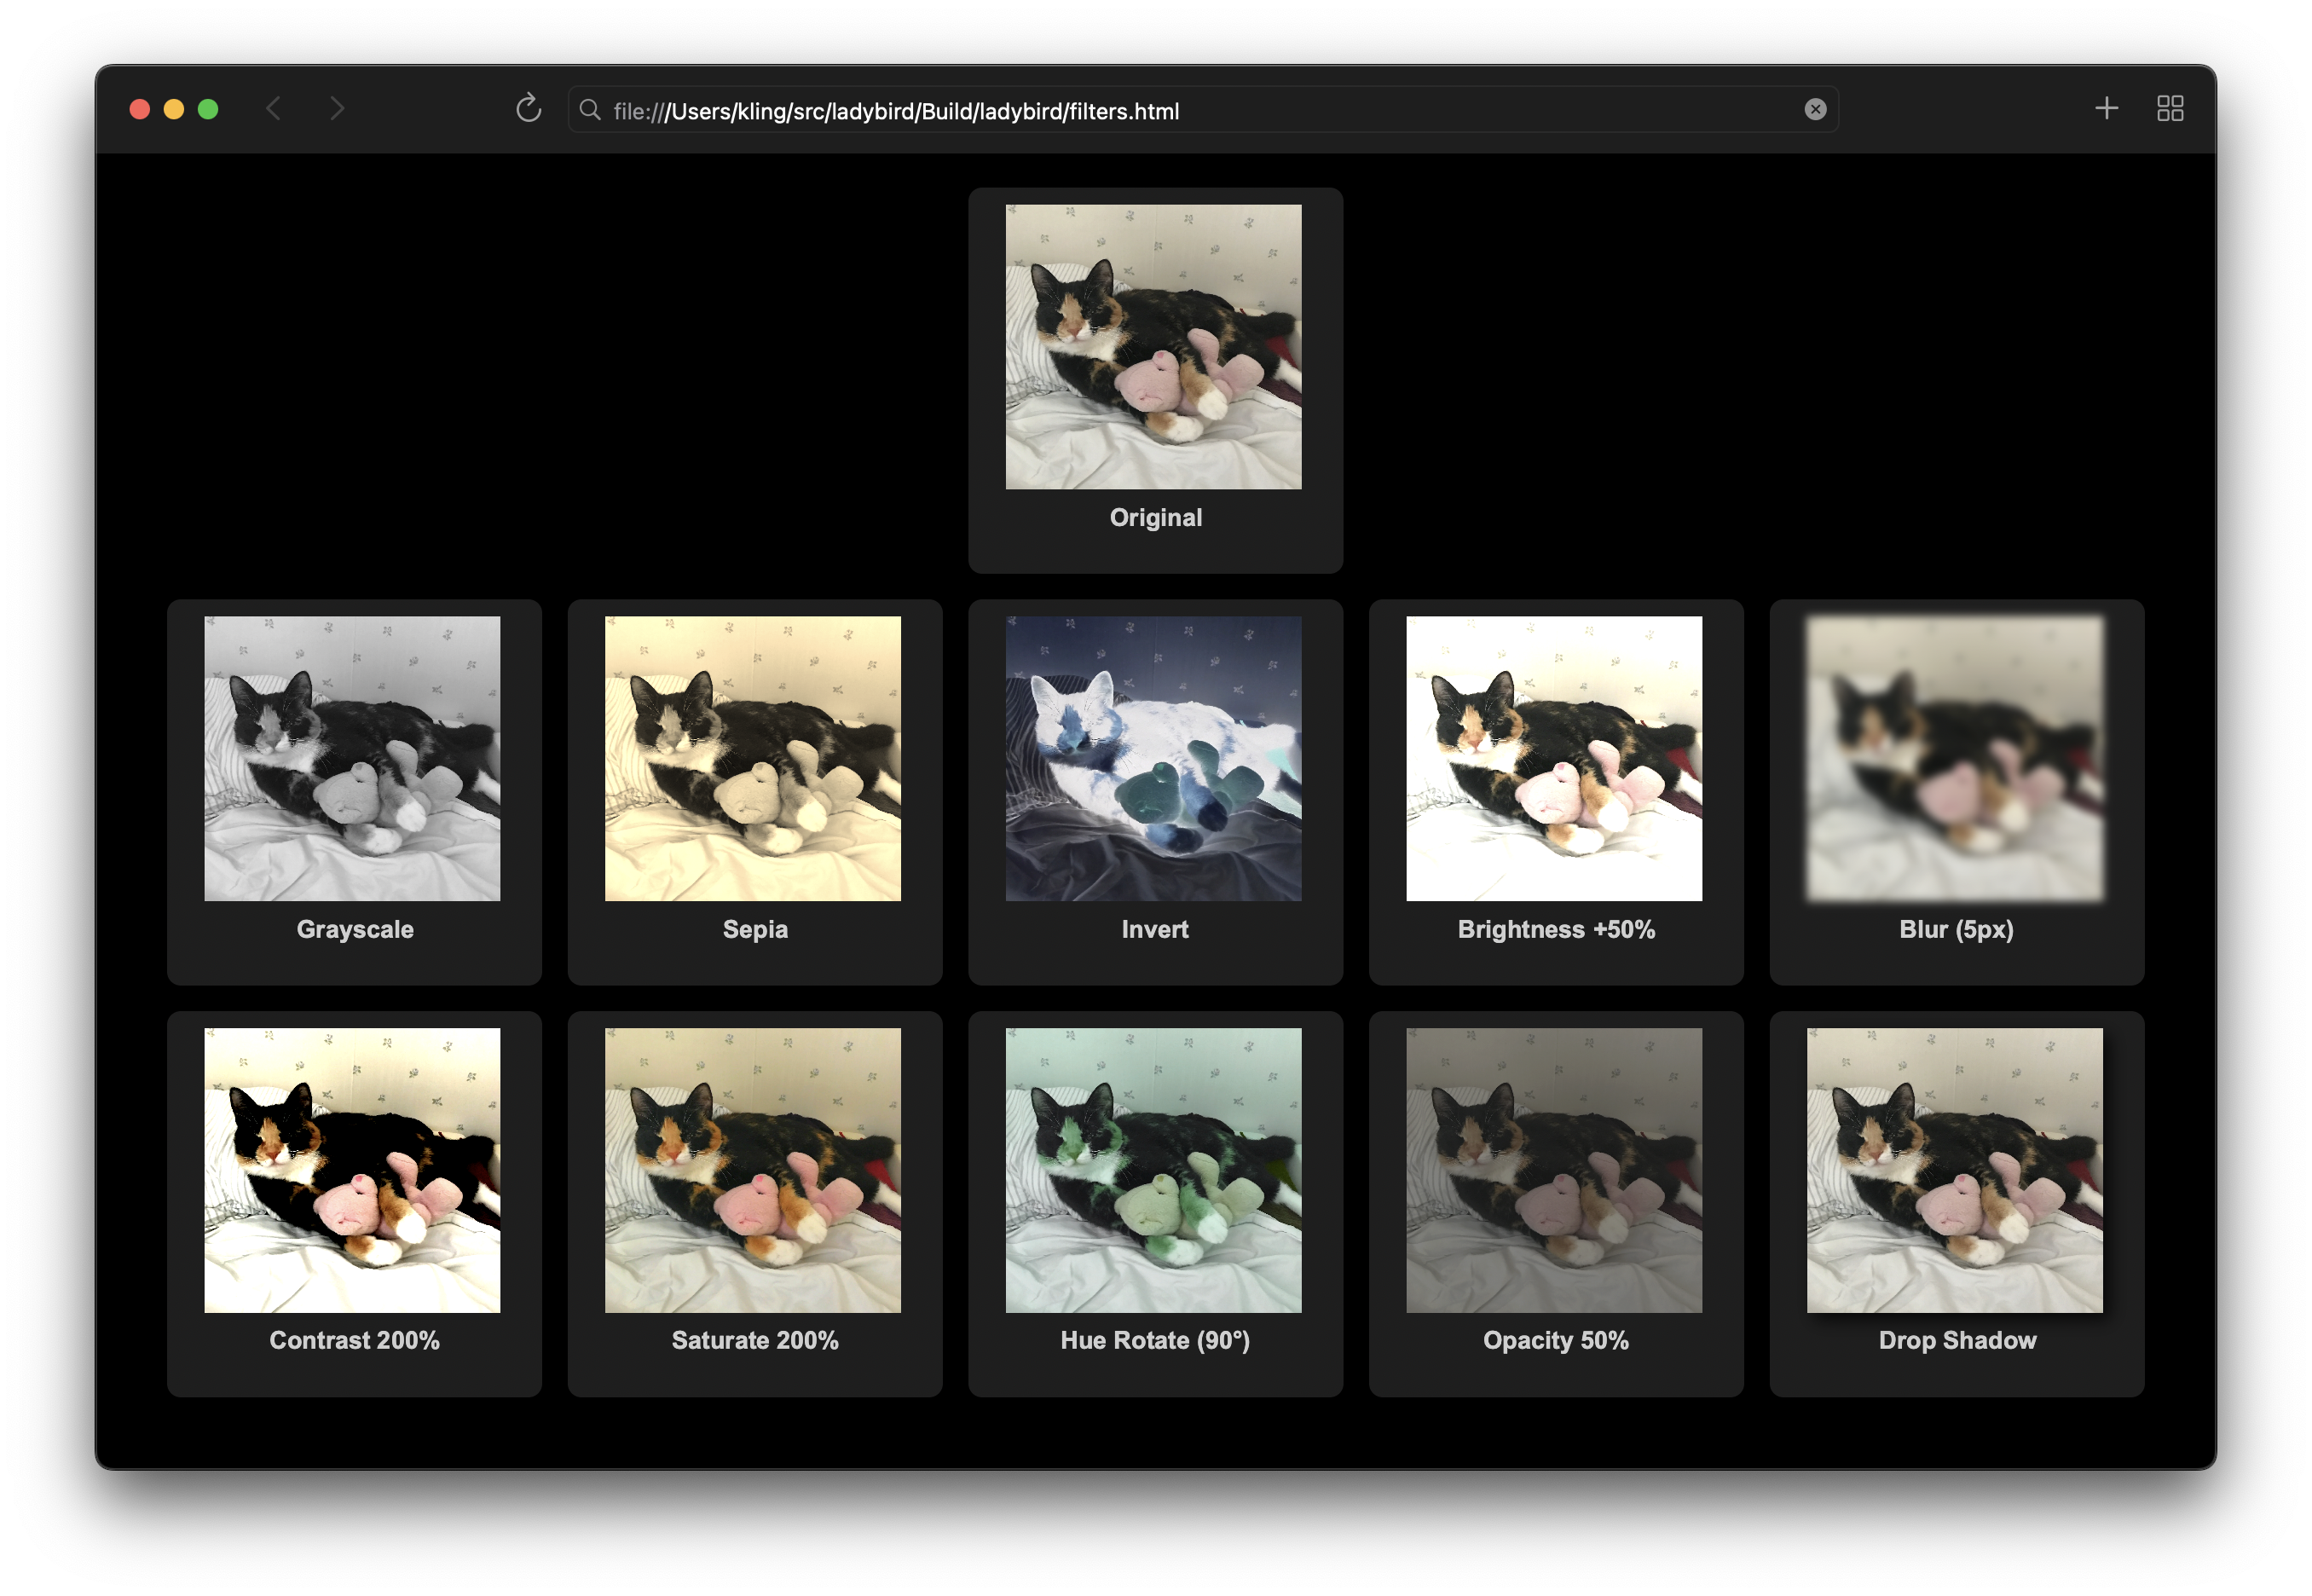 file:///Users/kling/src/ladybird/Build/ladybird/filters.html
Original
Grayscale
Sepia
Invert
Brightness +50%
Blur (5px)
Contrast 200%
Saturate 200%
Hue Rotate (90°)
Opacity 50%
Drop Shadow